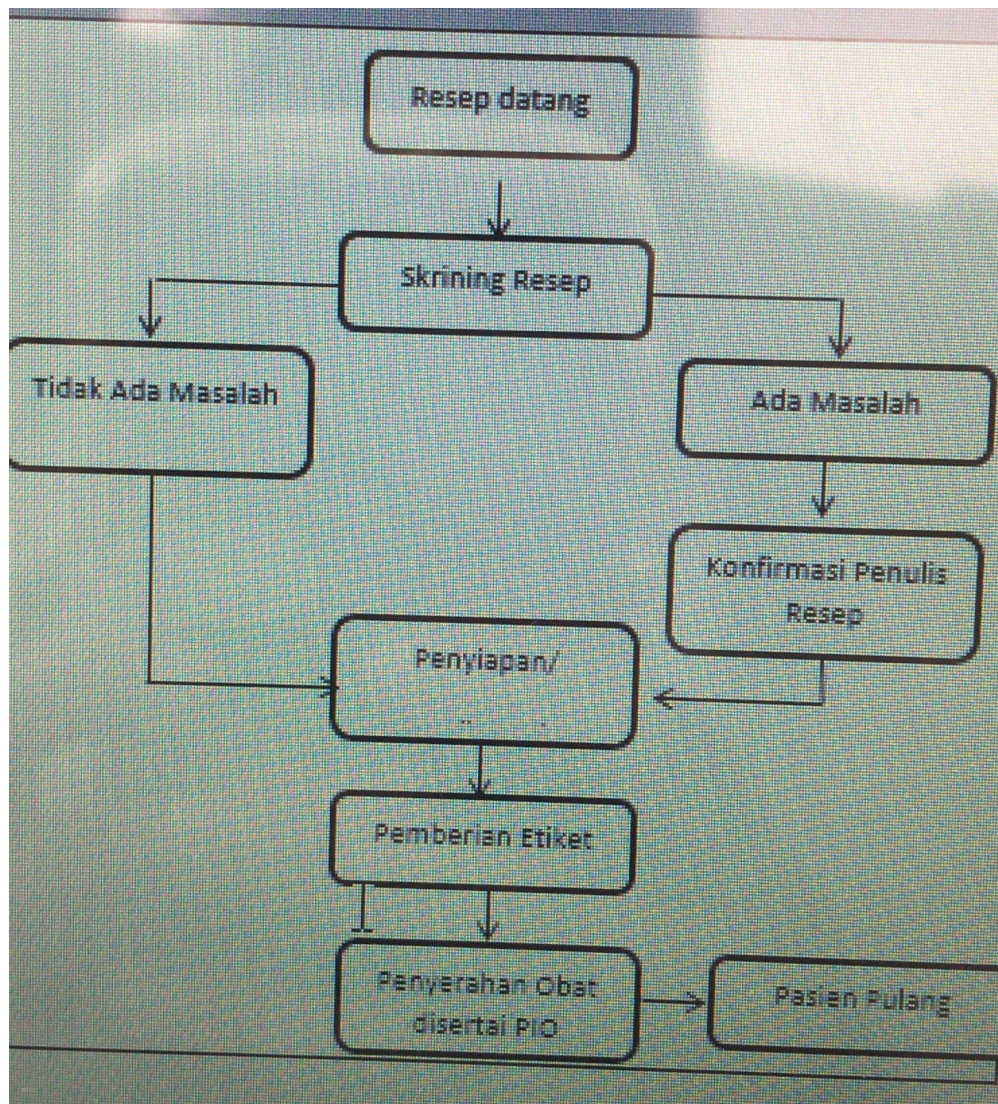 Resep datang
Skrining Resep
Tidak Ada Masalah
Ada Masalah
Konfirmasi Penulis
Resep
Penyiapan/
Pemberian Etiket
Penyerahan Obat
disertai PIO
Pasien Pulang